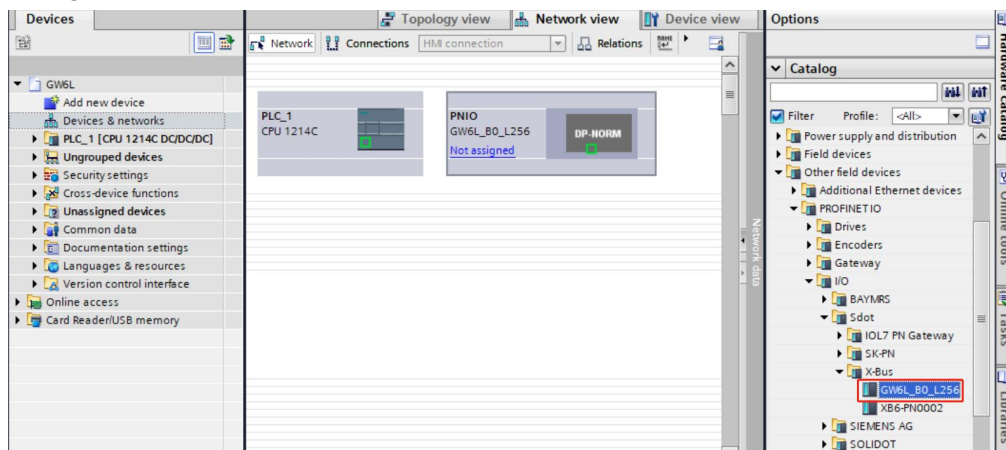 Devices
GW6L
Add new device
Devices & networks
PLC_1 [CPU 1214C DC/DC/DC]
Ungrouped devices
Security settings
Cross-device functions
Unassigned devices
Common data
Documentation settings
Languages & resources
Version control interface
Online access
Card Reader/USB memory
Topology view
Network view
Device view
Network
Connections
HMI connection
Relations
PLC_1
CPU 1214C
PNIO
GW6L_B0_L256
Not assigned
DP-NORM
Network data
Options
Catalog
Filter
Profile:
<All>
Power supply and distribution
Field devices
Other field devices
Additional Ethernet devices
PROFINET IO
Drives
Encoders
Gateway
I/O
BAYMRS
Sdot
IOL7 PN Gateway
SK-PN
X-Bus
GW6L_B0_L256
XB6-PN0002
SIEMENS AG
SOLIDOT
Hardware catalog
Online tools
Tasks
Libraries